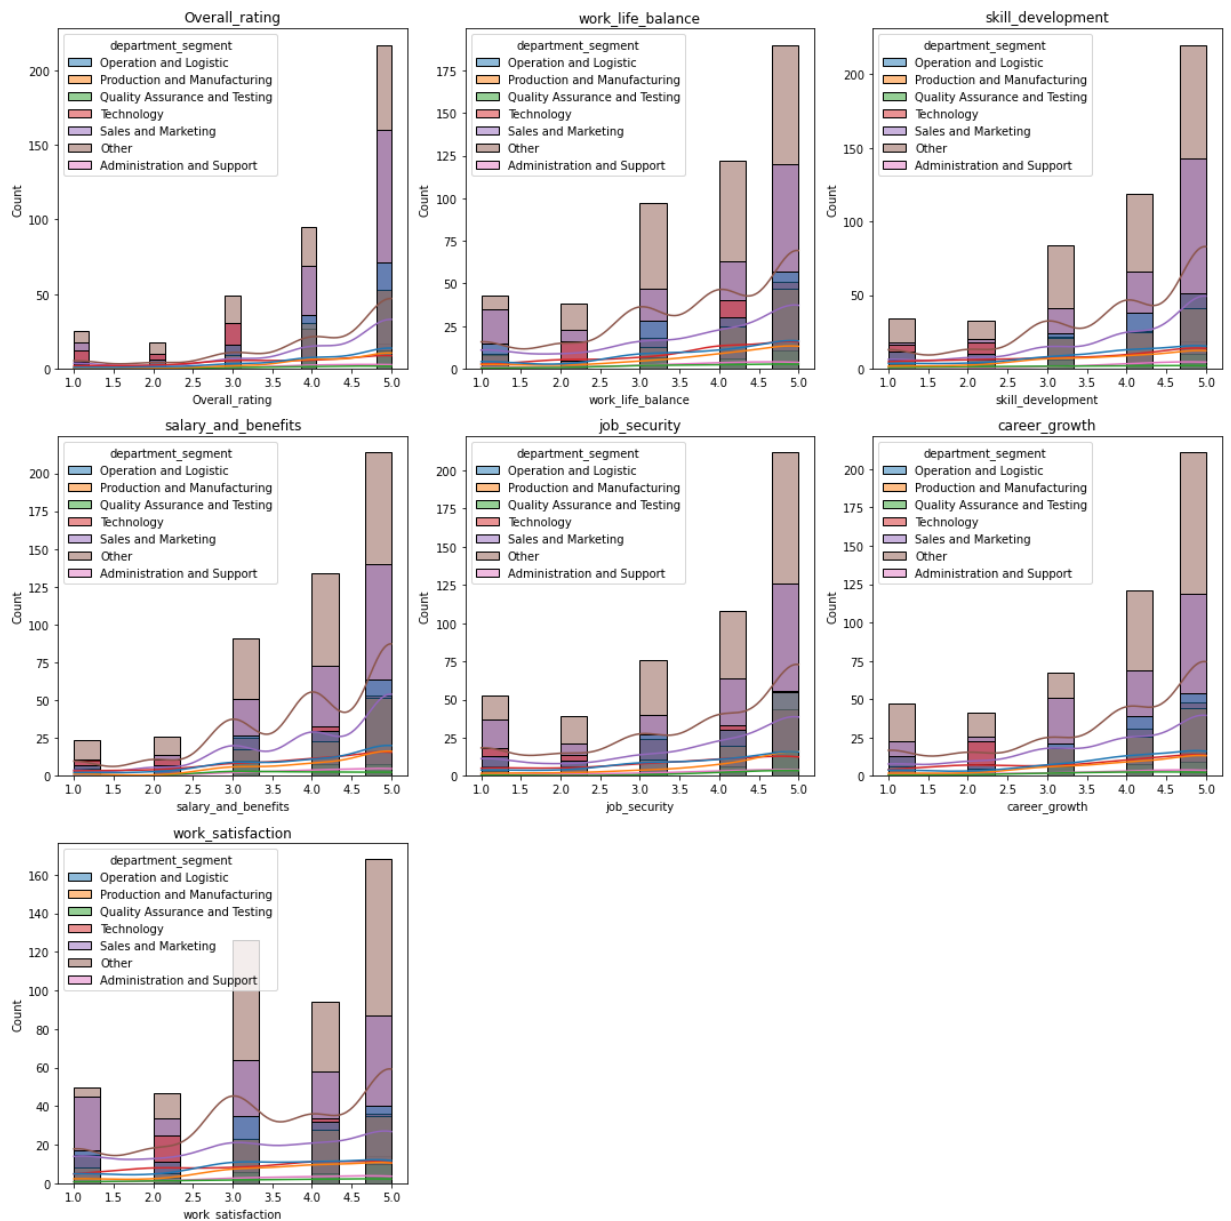 Overall_rating
department_segment
Operation and Logistic
Production and Manufacturing
Quality Assurance and Testing
Technology
Sales and Marketing
Other
Administration and Support
Count
200
150
100
50
0
1.0 1.5 2.0 2.5 3.0 3.5 4.0 4.5 5.0
Overall_rating
work_life_balance
department_segment
Operation and Logistic
Production and Manufacturing
Quality Assurance and Testing
Technology
Sales and Marketing
Other
Administration and Support
Count
175
150
125
100
75
50
25
0
1.0 1.5 2.0 2.5 3.0 3.5 4.0 4.5 5.0
work_life_balance
skill_development
department_segment
Operation and Logistic
Production and Manufacturing
Quality Assurance and Testing
Technology
Sales and Marketing
Other
Administration and Support
Count
200
150
100
50
0
1.0 1.5 2.0 2.5 3.0 3.5 4.0 4.5 5.0
skill_development
salary_and_benefits
department_segment
Operation and Logistic
Production and Manufacturing
Quality Assurance and Testing
Technology
Sales and Marketing
Other
Administration and Support
Count
200
175
150
125
100
75
50
25
0
1.0 1.5 2.0 2.5 3.0 3.5 4.0 4.5 5.0
salary_and_benefits
job_security
department_segment
Operation and Logistic
Production and Manufacturing
Quality Assurance and Testing
Technology
Sales and Marketing
Other
Administration and Support
Count
200
175
150
125
100
75
50
25
0
1.0 1.5 2.0 2.5 3.0 3.5 4.0 4.5 5.0
job_security
career_growth
department_segment
Operation and Logistic
Production and Manufacturing
Quality Assurance and Testing
Technology
Sales and Marketing
Other
Administration and Support
Count
200
175
150
125
100
75
50
25
0
1.0 1.5 2.0 2.5 3.0 3.5 4.0 4.5 5.0
career_growth
work_satisfaction
department_segment
Operation and Logistic
Production and Manufacturing
Quality Assurance and Testing
Technology
Sales and Marketing
Other
Administration and Support
Count
160
140
120
100
80
60
40
20
0
1.0 1.5 2.0 2.5 3.0 3.5 4.0 4.5 5.0
work_satisfaction